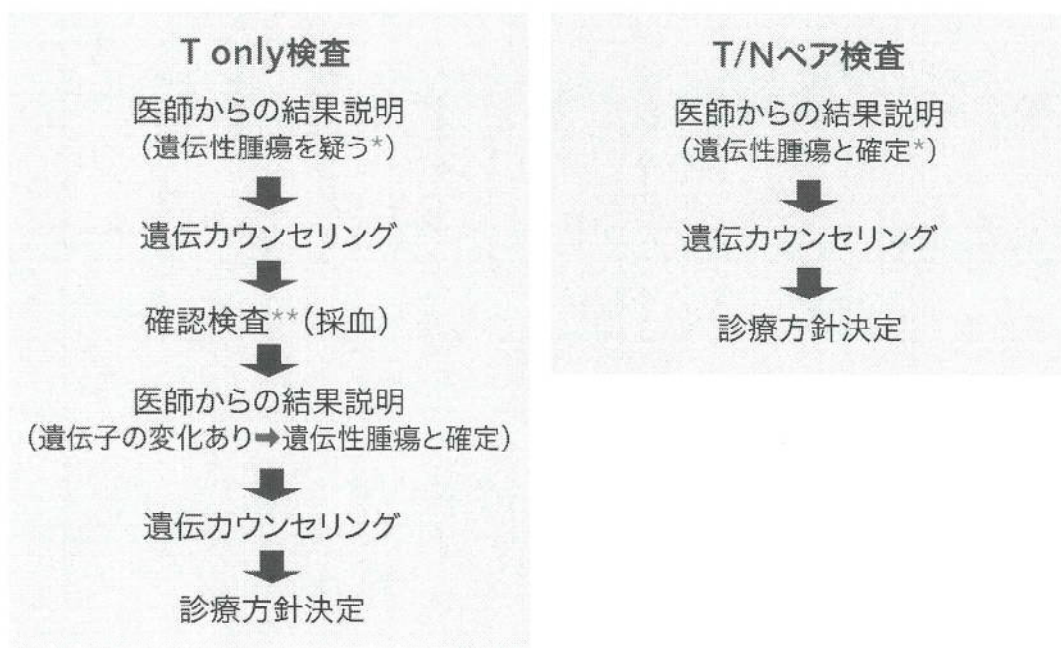 T only検査
医師からの結果説明
（遺伝性腫瘍を疑う*）
遺伝カウンセリング
確認検査**（採血）
医師からの結果説明
（遺伝子の変化あり➡遺伝性腫瘍と確定）
遺伝カウンセリング
診療方針決定
T/Nペア検査
医師からの結果説明
（遺伝性腫瘍と確定*）
遺伝カウンセリング
診療方針決定